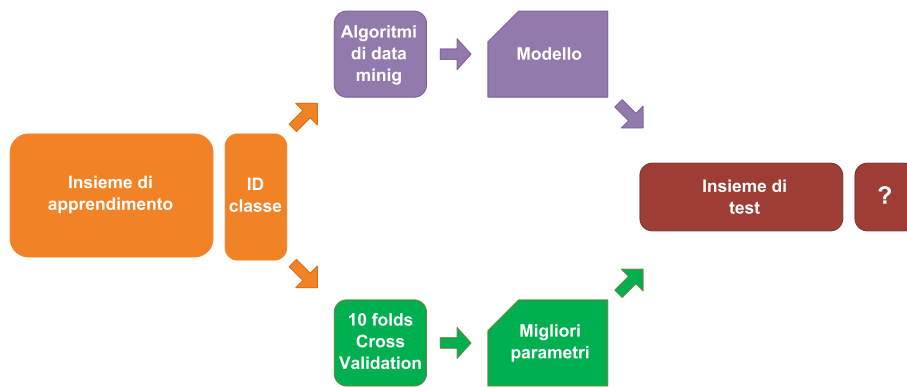 Algoritmi
di data
minig
Modello
Insieme di
apprendimento
ID
classe
Insieme di
test
?
10 folds
Cross
Validation
Migliori
parametri